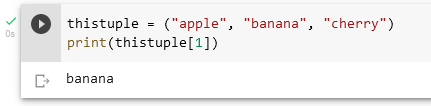 thistuple = ("apple", "banana", "cherry")
0s
print(thistuple[1])
banana